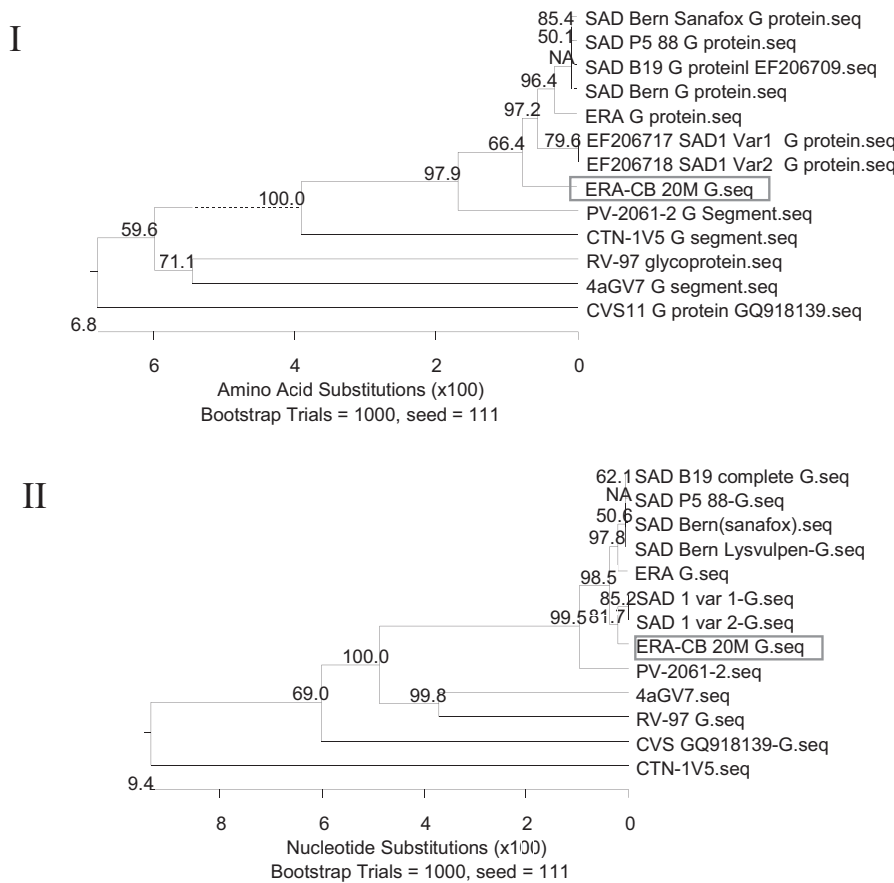 I
85.4 SAD Bern Sanafox G protein.seq
50.1 SAD P5 88 G protein.seq
NA SAD B19 G proteinl EF206709.seq
96.4 SAD Bern G protein.seq
97.2 ERA G protein.seq
66.4 79.6 EF206717 SAD1 Var1 G protein.seq
EF206718 SAD1 Var2 G protein.seq
97.9 ERA-CB 20M G.seq
100.0 PV-2061-2 G Segment.seq
59.6 CTN-1V5 G segment.seq
71.1 RV-97 glycoprotein.seq
4aGV7 G segment.seq
CVS11 G protein GQ918139.seq
6.8
6 4 2 0
Amino Acid Substitutions (x100)
Bootstrap Trials = 1000, seed = 111
II
62.1 SAD B19 complete G.seq
NA SAD P5 88-G.seq
50.6 SAD Bern(sanafox).seq
97.8 SAD Bern Lysvulpen-G.seq
98.5 ERA G.seq
85.2 SAD 1 var 1-G.seq
99.5 81.7 SAD 1 var 2-G.seq
ERA-CB 20M G.seq
100.0 PV-2061-2.seq
69.0 99.8 4aGV7.seq
RV-97 G.seq
CVS GQ918139-G.seq
CTN-1V5.seq
9.4
8 6 4 2 0
Nucleotide Substitutions (x100)
Bootstrap Trials = 1000, seed = 111